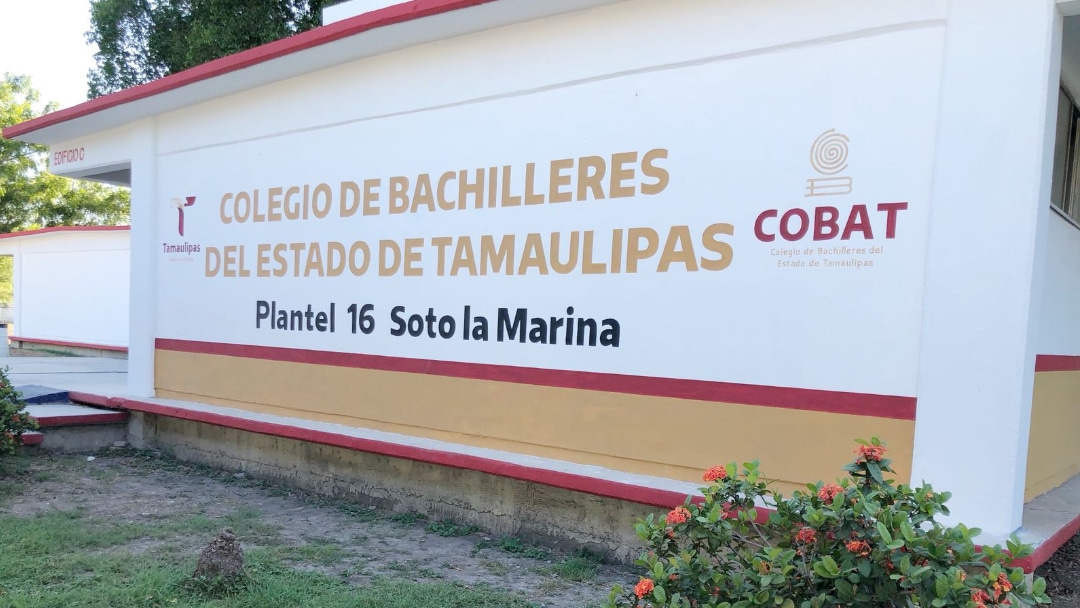 EDIFICIO C
Tamaulipas
COLEGIO DE BACHILLERES
DEL ESTADO DE TAMAULIPAS
Plantel 16 Soto la Marina
COBAT
Colegio de Bachilleres del
Estado de Tamaulipas